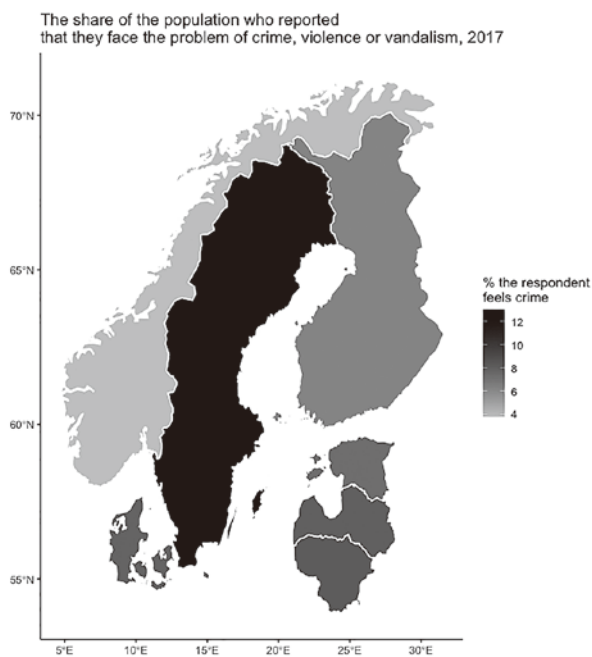 The share of the population who reported
that they face the problem of crime, violence or vandalism, 2017
70°N
65°N
60°N
55°N
5°E 10°E 15°E 20°E 25°E 30°E
% the respondent
feels crime
12
10
8
6
4